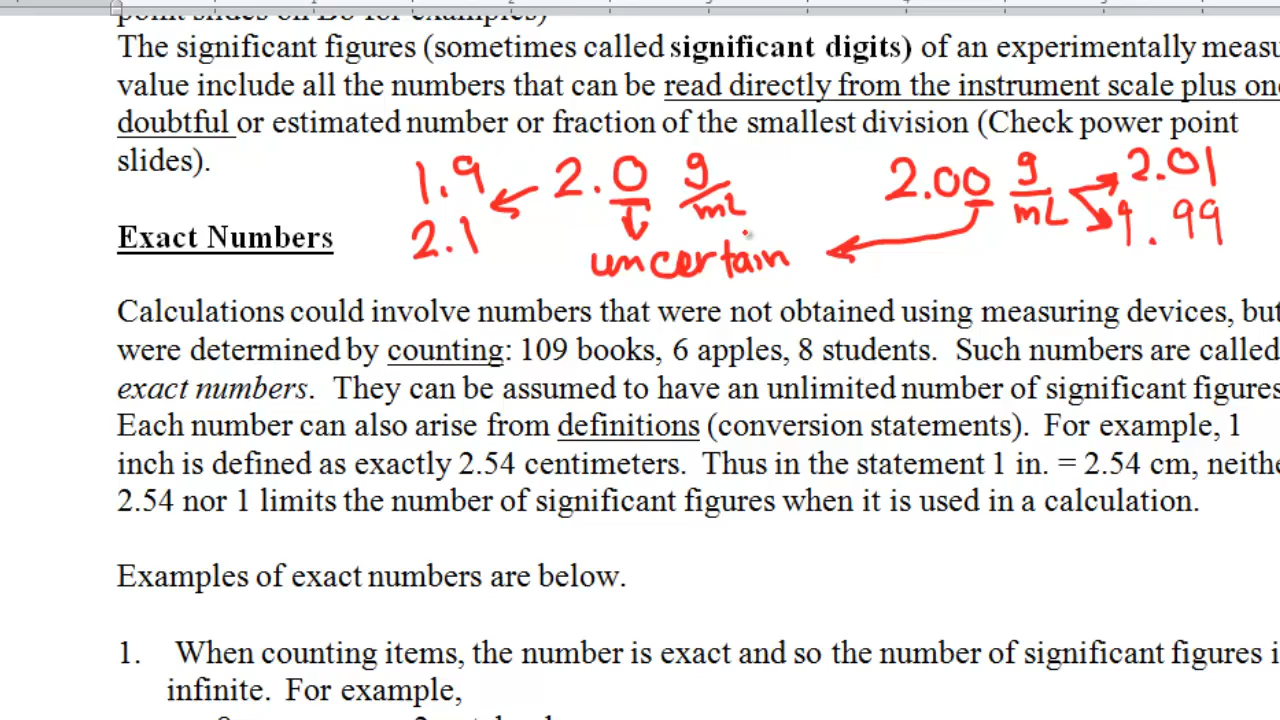 point slides on D6 for examples)
The significant figures (sometimes called significant digits) of an experimentally measu
value include all the numbers that can be read directly from the instrument scale plus one
doubtful or estimated number or fraction of the smallest division (Check power point
slides).
1.9 2.0 g/mL 2.00 g/mL 2.01
2.1 1.99
uncertain
Exact Numbers
Calculations could involve numbers that were not obtained using measuring devices, but
were determined by counting: 109 books, 6 apples, 8 students. Such numbers are called
exact numbers. They can be assumed to have an unlimited number of significant figures
Each number can also arise from definitions (conversion statements). For example, 1
inch is defined as exactly 2.54 centimeters. Thus in the statement 1 in. = 2.54 cm, neithe
2.54 nor 1 limits the number of significant figures when it is used in a calculation.
Examples of exact numbers are below.
1. When counting items, the number is exact and so the number of significant figures i
infinite. For example,